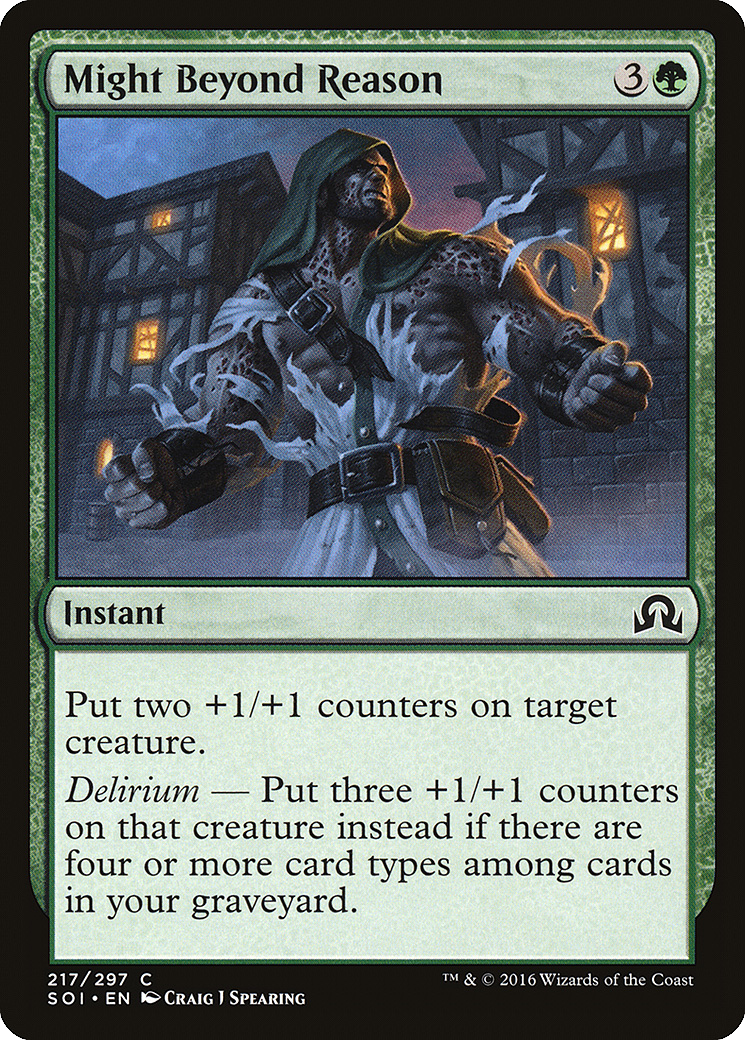 Might Beyond Reason 3
Instant
Put two +1/+1 counters on target
creature.
Delirium — Put three +1/+1 counters
on that creature instead if there are
four or more card types among cards
in your graveyard.
217/297 C
SOI • EN Craig J Spearing
™ & © 2016 Wizards of the Coast